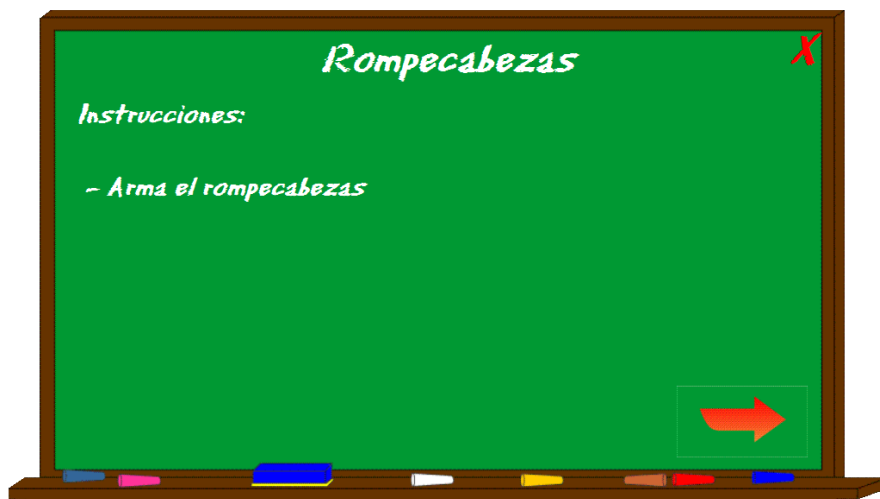 Rompecabezas
X
Instrucciones:
- Arma el rompecabezas